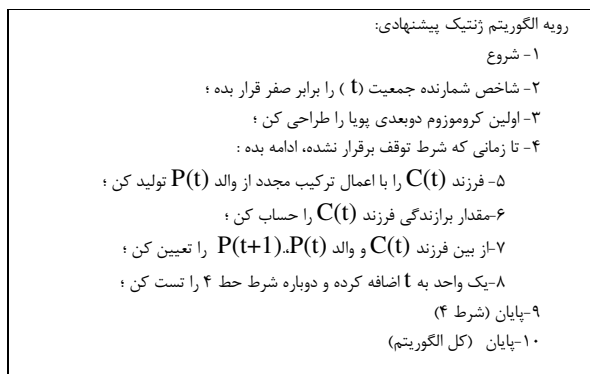 رویه الگوریتم ژنتیک پیشنهادی:
۱- شروع
۲- شاخص شمارنده جمعیت (t ) را برابر صفر قرار بده ؛
۳- اولین کروموزوم دوبعدی پویا را طراحی کن ؛
۴- تا زمانی که شرط توقف برقرار نشده، ادامه بده :
۵- فرزند C(t) را با اعمال ترکیب مجدد از والد P(t) تولید کن ؛
۶-مقدار برازندگی فرزند C(t) را حساب کن ؛
۷-از بین فرزند C(t) و والد P(t)،P(t+1) را تعیین کن ؛
۸-یک واحد به t اضافه کرده و دوباره شرط حط ۴ را تست کن ؛
۹-پایان (شرط ۴)
۱۰-پایان (کل الگوریتم)